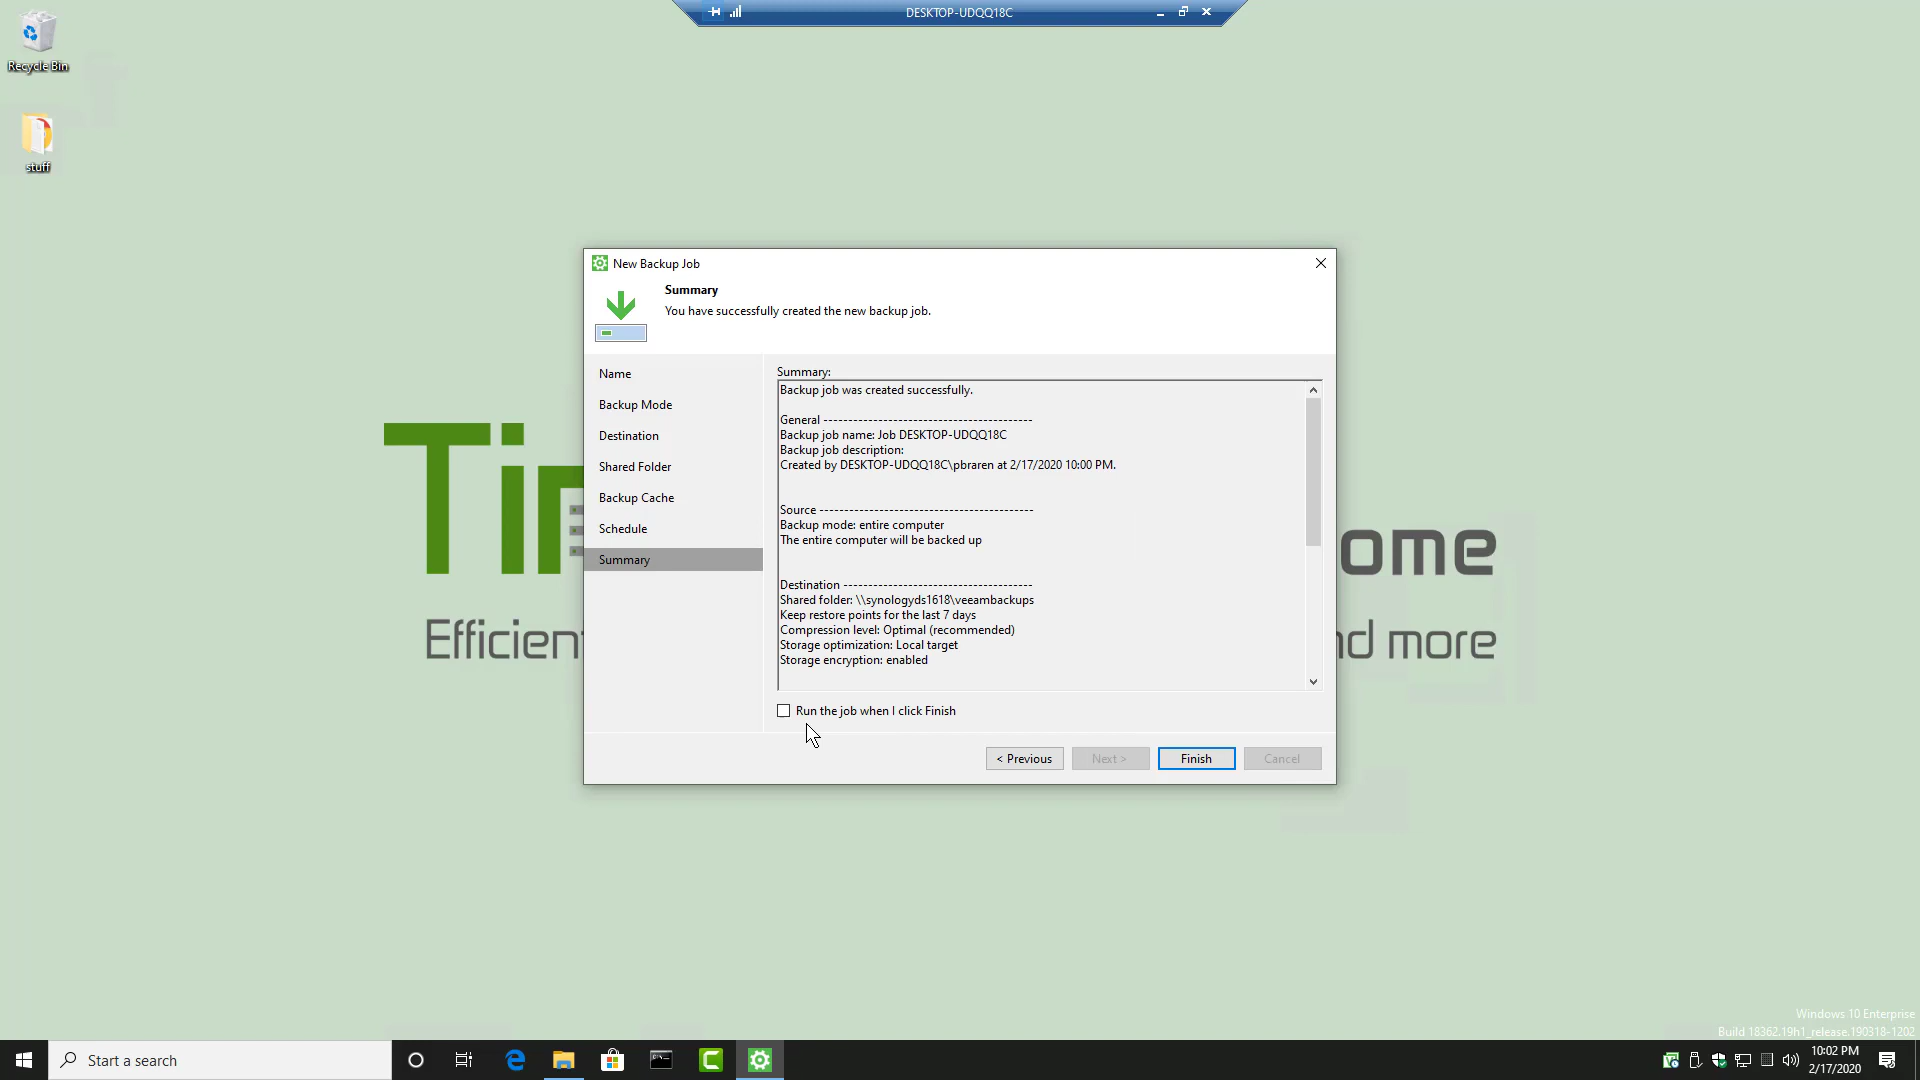 DESKTOP-UDQQ18C
Recycle Bin
stuff
New Backup Job
Summary
You have successfully created the new backup job.
Name
Backup Mode
Destination
Shared Folder
Backup Cache
Schedule
Summary
Summary:
Backup job was created successfully.
General ------------------------------------------
Backup job name: Job DESKTOP-UDQQ18C
Backup job description:
Created by DESKTOP-UDQQ18C\pbraren at 2/17/2020 10:00 PM.
Source -------------------------------------------
Backup mode: entire computer
The entire computer will be backed up
Destination --------------------------------------
Shared folder: \\synologyds1618\veeambackups
Keep restore points for the last 7 days
Compression level: Optimal (recommended)
Storage optimization: Local target
Storage encryption: enabled
Run the job when I click Finish
< Previous
Next >
Finish
Cancel
ome
Efficien
d more
Windows 10 Enterprise
Build 18362.19h1_release.190318-1202
Start a search
10:02 PM
2/17/2020